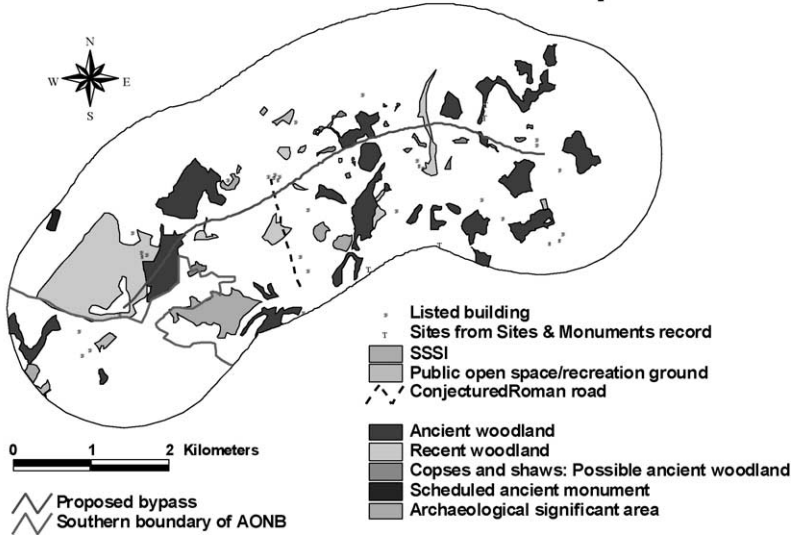 N
W E
S
Listed building
T Sites from Sites & Monuments record
SSSI
Public open space/recreation ground
ConjecturedRoman road
Ancient woodland
Recent woodland
Copses and shaws: Possible ancient woodland
Scheduled ancient monument
Archaeological significant area
0 1 2 Kilometers
Proposed bypass
Southern boundary of AONB